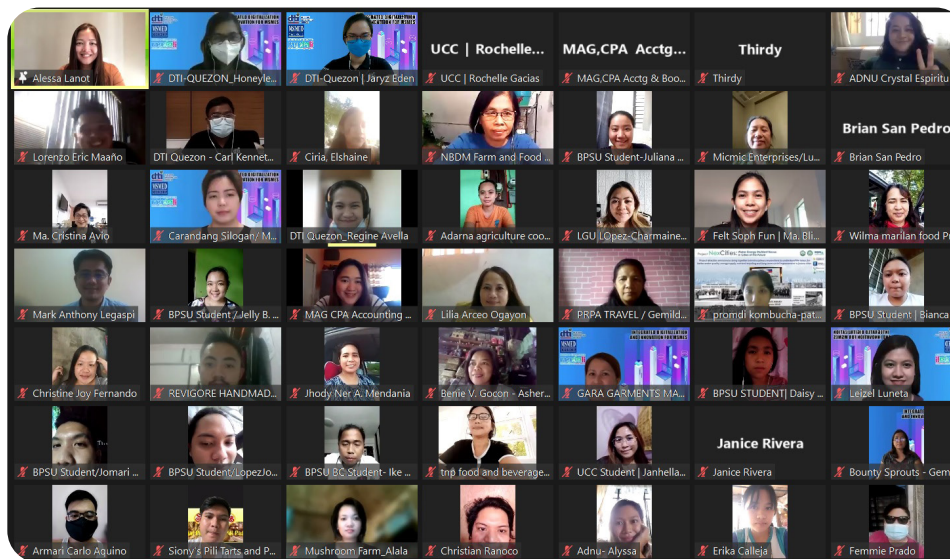 UCC | Rochelle...
MAG,CPA Acctg...
Thirdy
Alessa Lanot
DTI-QUEZON_Honeyle...
DTI-Quezon | Jaryz Eden
UCC | Rochelle Gacias
MAG,CPA Acctg & Boo...
Thirdy
ADNU Crystal Espiritu
Brian San Pedro
Lorenzo Eric Maaño
DTI Quezon - Carl Kennet...
Ciria, Elshaine
NBDM Farm and Food ...
BPSU Student-Juliana ...
Micmic Enterprises/Lu...
Brian San Pedro
dti
Ma. Cristina Avio
Carandang Silogan/ M...
DTI Quezon_Regine Avella
Adarna agriculture coo...
LGU LOpez-Charmaine...
Felt Soph Fun | Ma. Bli...
Wilma marilan food Pr
Mark Anthony Legaspi
BPSU Student / Jelly B. ...
MAG CPA Accounting ...
Lilia Arceo Ogayon
PRPA TRAVEL / Gemild...
promdi kombucha-pat...
BPSU Student | Bianca
Christine Joy Fernando
REVIGORE HANDMAD...
Jhody Ner A. Mendania
Benie V. Gocon - Asher...
GARA GARMENTS MA...
BPSU STUDENT| Daisy ...
Leizel Luneta
Janice Rivera
BPSU Student/Jomari ...
BPSU Student/LopezJo...
BPSU BC Student- Ike ...
tnp food and beverage...
UCC Student | Janhella...
Janice Rivera
Bounty Sprouts - Gem
Armari Carlo Aquino
Siony's Pili Tarts and P...
Mushroom Farm_Alala
Christian Ranoco
Adnu- Alyssa
Erika Calleja
Femmie Prado